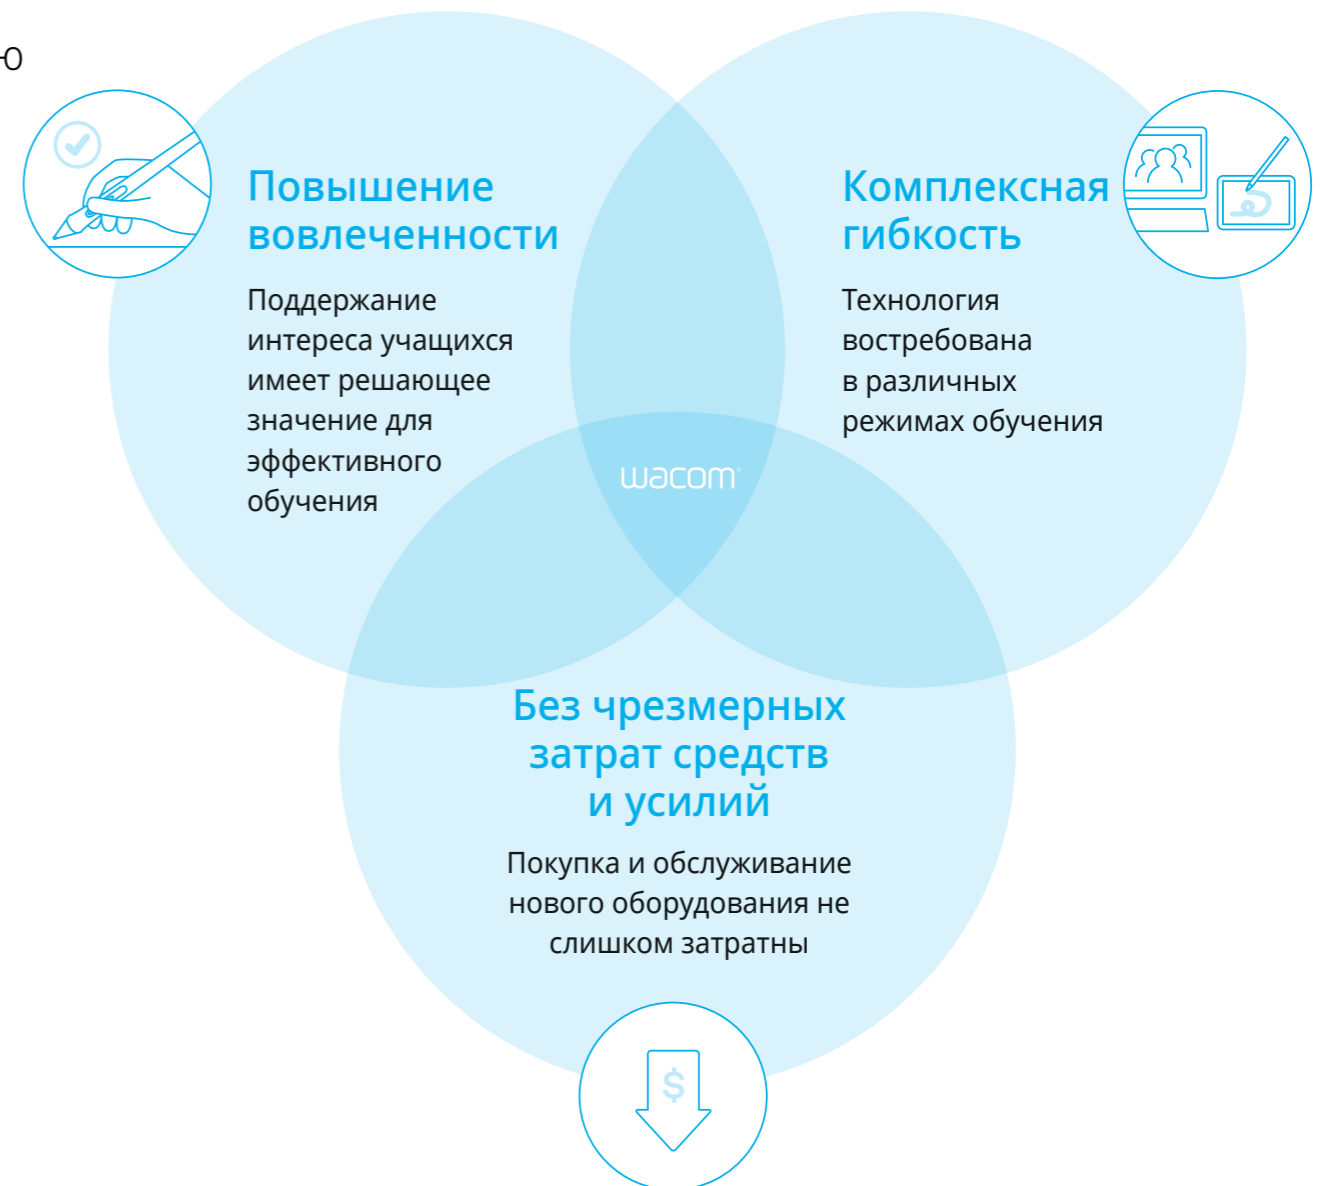 ю
Повышение
вовлеченности
Поддержание
интереса учащихся
имеет решающее
значение для
эффективного
обучения
Комплексная
гибкость
Технология
востребована
в различных
режимах обучения
wacom
Без чрезмерных
затрат средств
и усилий
Покупка и обслуживание
нового оборудования не
слишком затратны
$